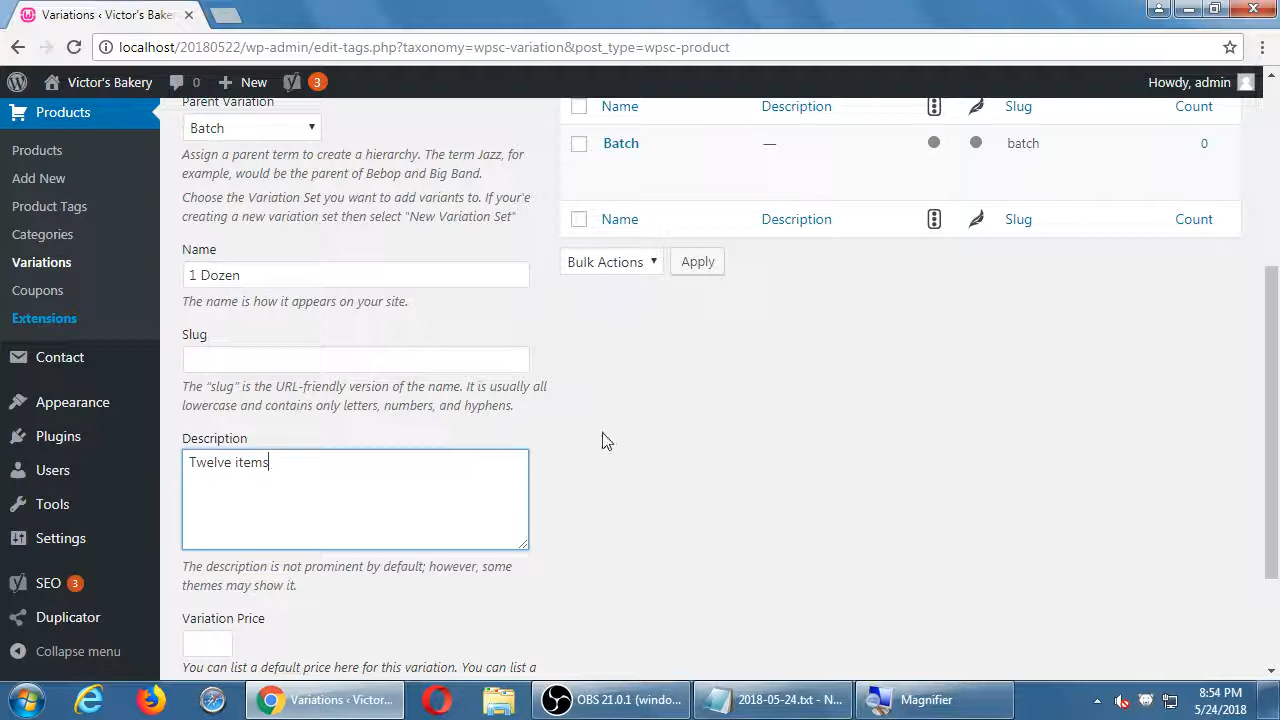 Variations ‹ Victor's Baker
localhost/20180522/wp-admin/edit-tags.php?taxonomy=wpsc-variation&post_type=wpsc-product
Victor's Bakery
0
New
3
Howdy, admin
Products
Products
Add New
Product Tags
Categories
Variations
Coupons
Extensions
Contact
Appearance
Plugins
Users
Tools
Settings
SEO 3
Duplicator
Collapse menu
Parent Variation
Batch
Assign a parent term to create a hierarchy. The term Jazz, for
example, would be the parent of Bebop and Big Band.
Choose the Variation Set you want to add variants to. If your'e
creating a new variation set then select "New Variation Set"
Name
1 Dozen
The name is how it appears on your site.
Slug
The “slug” is the URL-friendly version of the name. It is usually all
lowercase and contains only letters, numbers, and hyphens.
Description
Twelve items
The description is not prominent by default; however, some
themes may show it.
Variation Price
You can list a default price here for this variation. You can list a
Name Description Slug Count
Batch — batch 0
Name Description Slug Count
Bulk Actions Apply
Variations ‹ Victor...
OBS 21.0.1 (windo...
2018-05-24.txt - N...
Magnifier
8:54 PM
5/24/2018